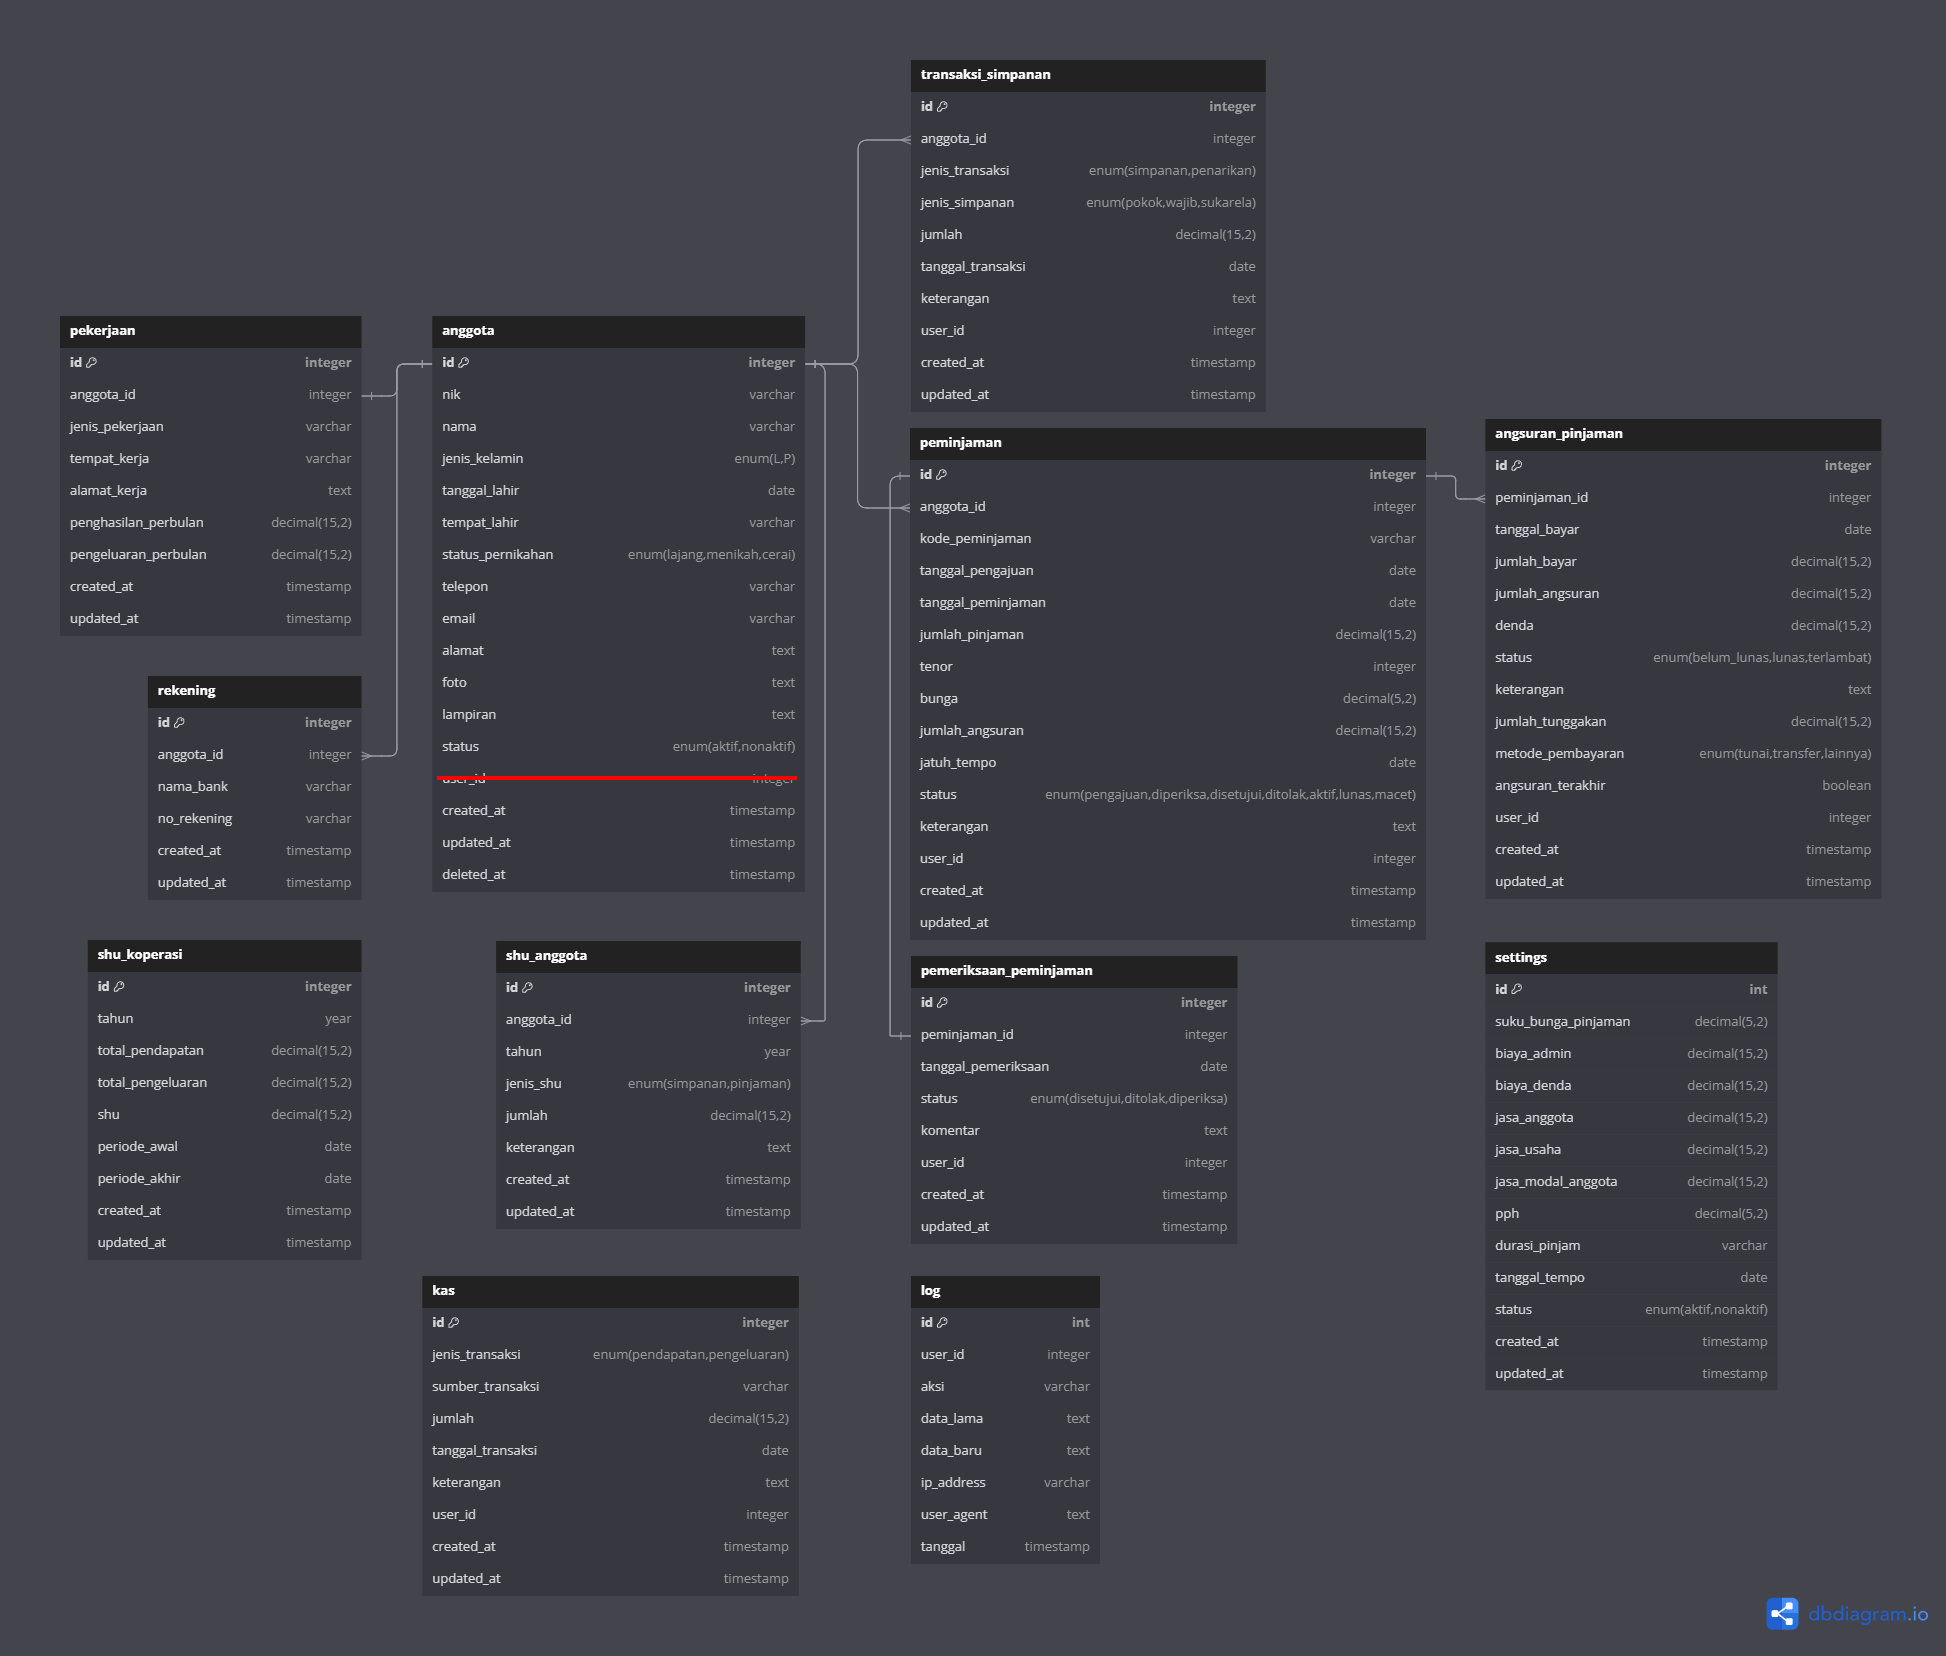 transaksi_simpanan
id integer
anggota_id integer
jenis_transaksi enum(simpanan,penarikan)
jenis_simpanan enum(pokok,wajib,sukarela)
jumlah decimal(15,2)
tanggal_transaksi date
keterangan text
user_id integer
created_at timestamp
updated_at timestamp
pekerjaan
id integer
anggota_id integer
jenis_pekerjaan varchar
tempat_kerja varchar
alamat_kerja text
penghasilan_perbulan decimal(15,2)
pengeluaran_perbulan decimal(15,2)
created_at timestamp
updated_at timestamp
anggota
id integer
nik varchar
nama varchar
jenis_kelamin enum(L,P)
tanggal_lahir date
tempat_lahir varchar
status_pernikahan enum(lajang,menikah,cerai)
telepon varchar
email varchar
alamat text
foto text
lampiran text
status enum(aktif,nonaktif)
user_id integer
created_at timestamp
updated_at timestamp
deleted_at timestamp
peminjaman
id integer
anggota_id integer
kode_peminjaman varchar
tanggal_pengajuan date
tanggal_peminjaman date
jumlah_pinjaman decimal(15,2)
tenor integer
bunga decimal(5,2)
jumlah_angsuran decimal(15,2)
jatuh_tempo date
status enum(pengajuan,diperiksa,disetujui,ditolak,aktif,lunas,macet)
keterangan text
user_id integer
created_at timestamp
updated_at timestamp
angsuran_pinjaman
id integer
peminjaman_id integer
tanggal_bayar date
jumlah_bayar decimal(15,2)
jumlah_angsuran decimal(15,2)
denda decimal(15,2)
status enum(belum_lunas,lunas,terlambat)
keterangan text
jumlah_tunggakan decimal(15,2)
metode_pembayaran enum(tunai,transfer,lainnya)
angsuran_terakhir boolean
user_id integer
created_at timestamp
updated_at timestamp
rekening
id integer
anggota_id integer
nama_bank varchar
no_rekening varchar
created_at timestamp
updated_at timestamp
shu_koperasi
id integer
tahun year
total_pendapatan decimal(15,2)
total_pengeluaran decimal(15,2)
shu decimal(15,2)
periode_awal date
periode_akhir date
created_at timestamp
updated_at timestamp
shu_anggota
id integer
anggota_id integer
tahun year
jenis_shu enum(simpanan,pinjaman)
jumlah decimal(15,2)
keterangan text
created_at timestamp
updated_at timestamp
pemeriksaan_peminjaman
id integer
peminjaman_id integer
tanggal_pemeriksaan date
status enum(disetujui,ditolak,diperiksa)
komentar text
user_id integer
created_at timestamp
updated_at timestamp
settings
id int
suku_bunga_pinjaman decimal(5,2)
biaya_admin decimal(15,2)
biaya_denda decimal(15,2)
jasa_anggota decimal(15,2)
jasa_usaha decimal(15,2)
jasa_modal_anggota decimal(15,2)
pph decimal(5,2)
durasi_pinjam varchar
tanggal_tempo date
status enum(aktif,nonaktif)
created_at timestamp
updated_at timestamp
kas
id integer
jenis_transaksi enum(pendapatan,pengeluaran)
sumber_transaksi varchar
jumlah decimal(15,2)
tanggal_transaksi date
keterangan text
user_id integer
created_at timestamp
updated_at timestamp
log
id int
user_id integer
aksi varchar
data_lama text
data_baru text
ip_address varchar
user_agent text
tanggal timestamp
dbdiagram.io